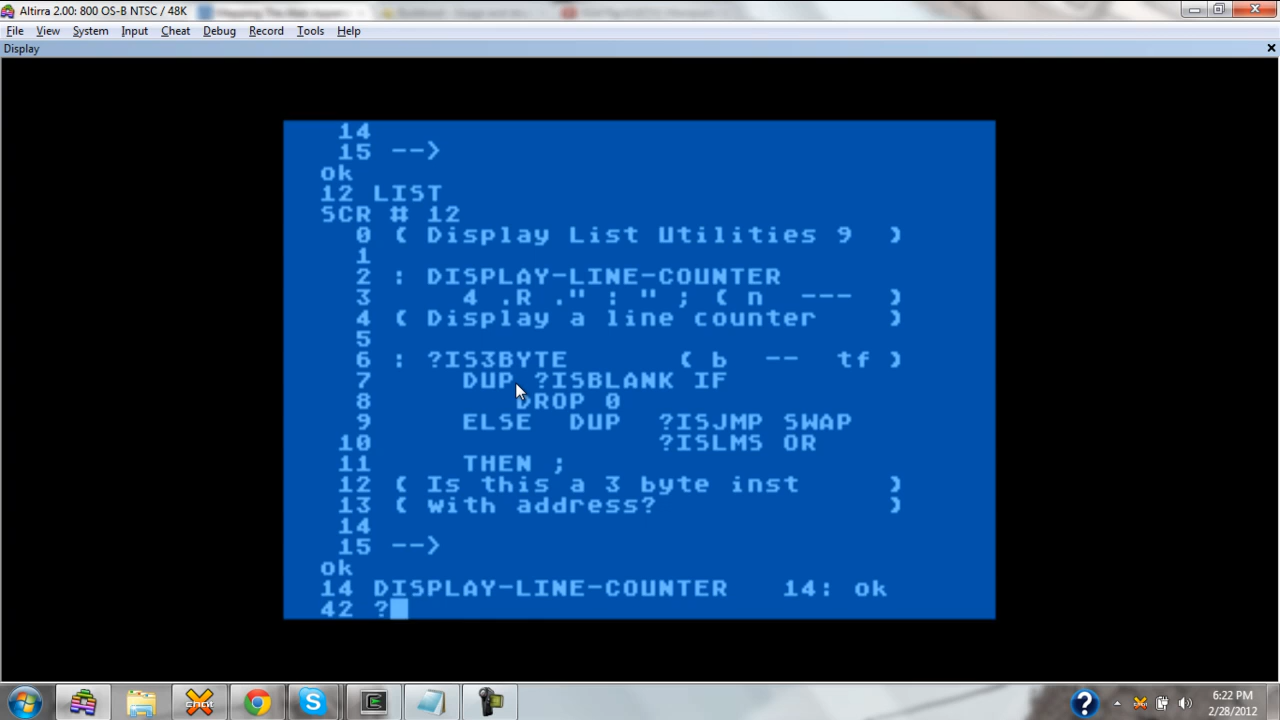 Altirra 2.00: 800 OS-B NTSC / 48K
File View System Input Cheat Debug Record Tools Help
Display
14
15 -->
ok
12 LIST
SCR # 12
0 ( Display List Utilities 9 )
1
2 : DISPLAY-LINE-COUNTER
3 4 .R ." : " ; ( n --- )
4 ( Display a line counter )
5
6 : ?IS3BYTE ( b -- tf )
7 DUP ?ISBLANK IF
8 DROP 0
9 ELSE DUP ?ISJMP SWAP
10 ?ISLMS OR
11 THEN ;
12 ( Is this a 3 byte inst )
13 ( with address? )
14
15 -->
ok
14 DISPLAY-LINE-COUNTER 14: ok
42 ?
6:22 PM
2/28/2012